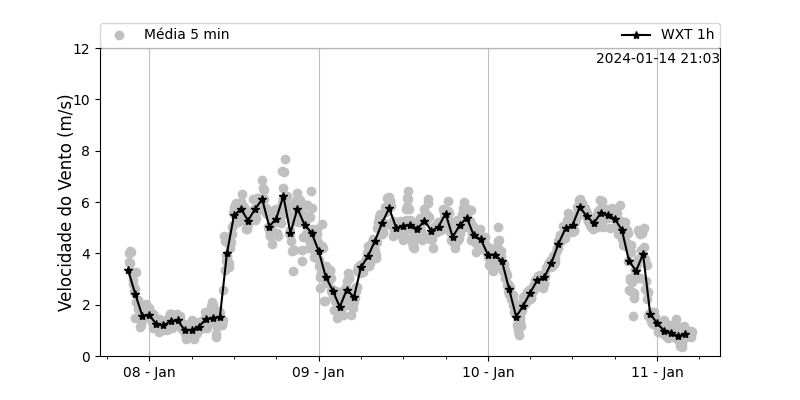 Média 5 min
WXT 1h
2024-01-14 21:03
Velocidade do Vento (m/s)
12
10
8
6
4
2
0
08 - Jan
09 - Jan
10 - Jan
11 - Jan